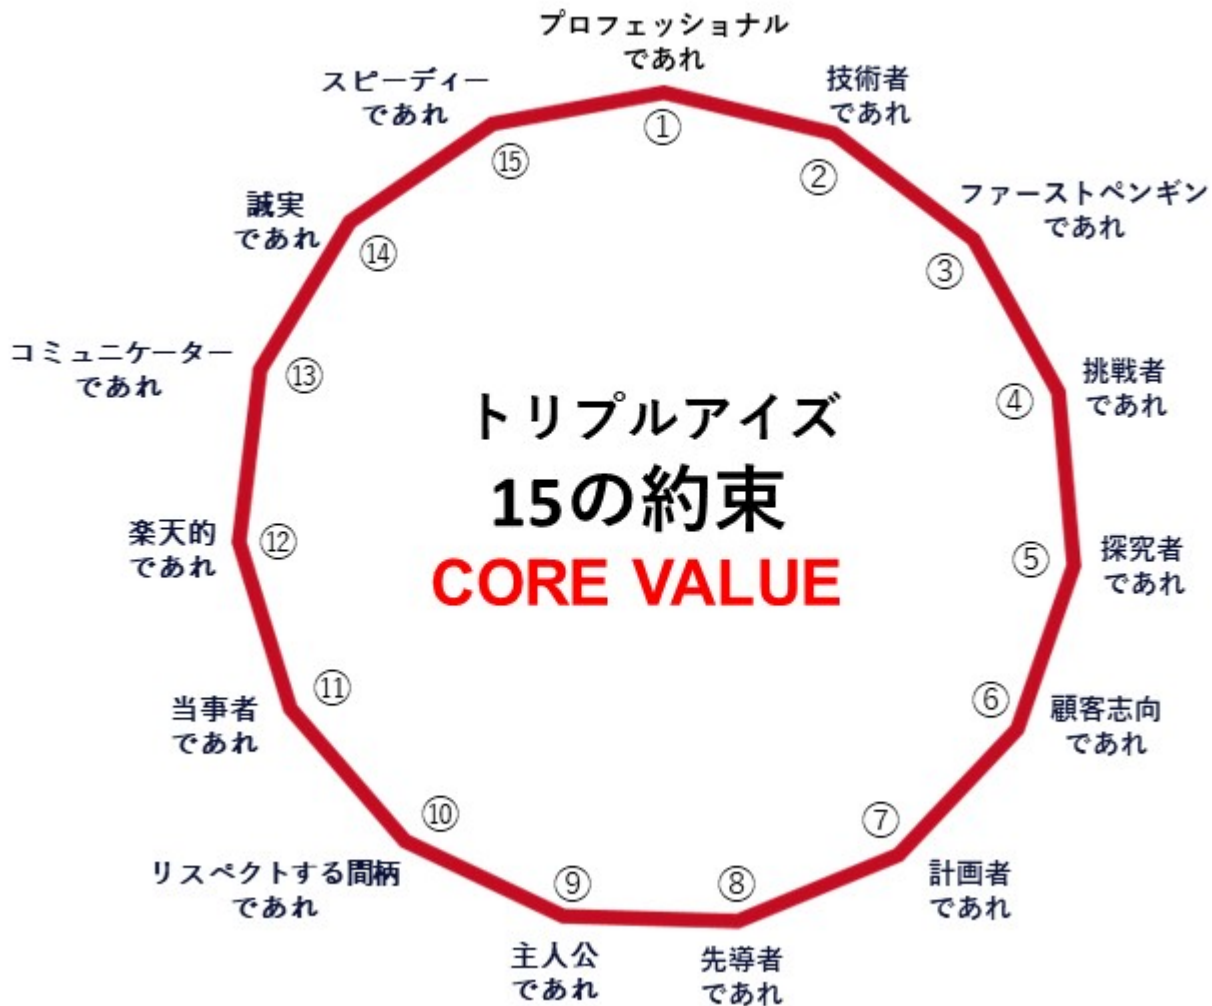 プロフェッショナル
であれ
①
技術者
であれ
②
ファーストペンギン
であれ
③
挑戦者
であれ
④
探究者
であれ
⑤
顧客志向
であれ
⑥
計画者
であれ
⑦
先導者
であれ
⑧
主人公
であれ
⑨
リスペクトする間柄
であれ
⑩
当事者
であれ
⑪
楽天的
であれ
⑫
コミュニケーター
であれ
⑬
誠実
であれ
⑭
スピーディー
であれ
⑮
トリプルアイズ
15の約束
CORE VALUE